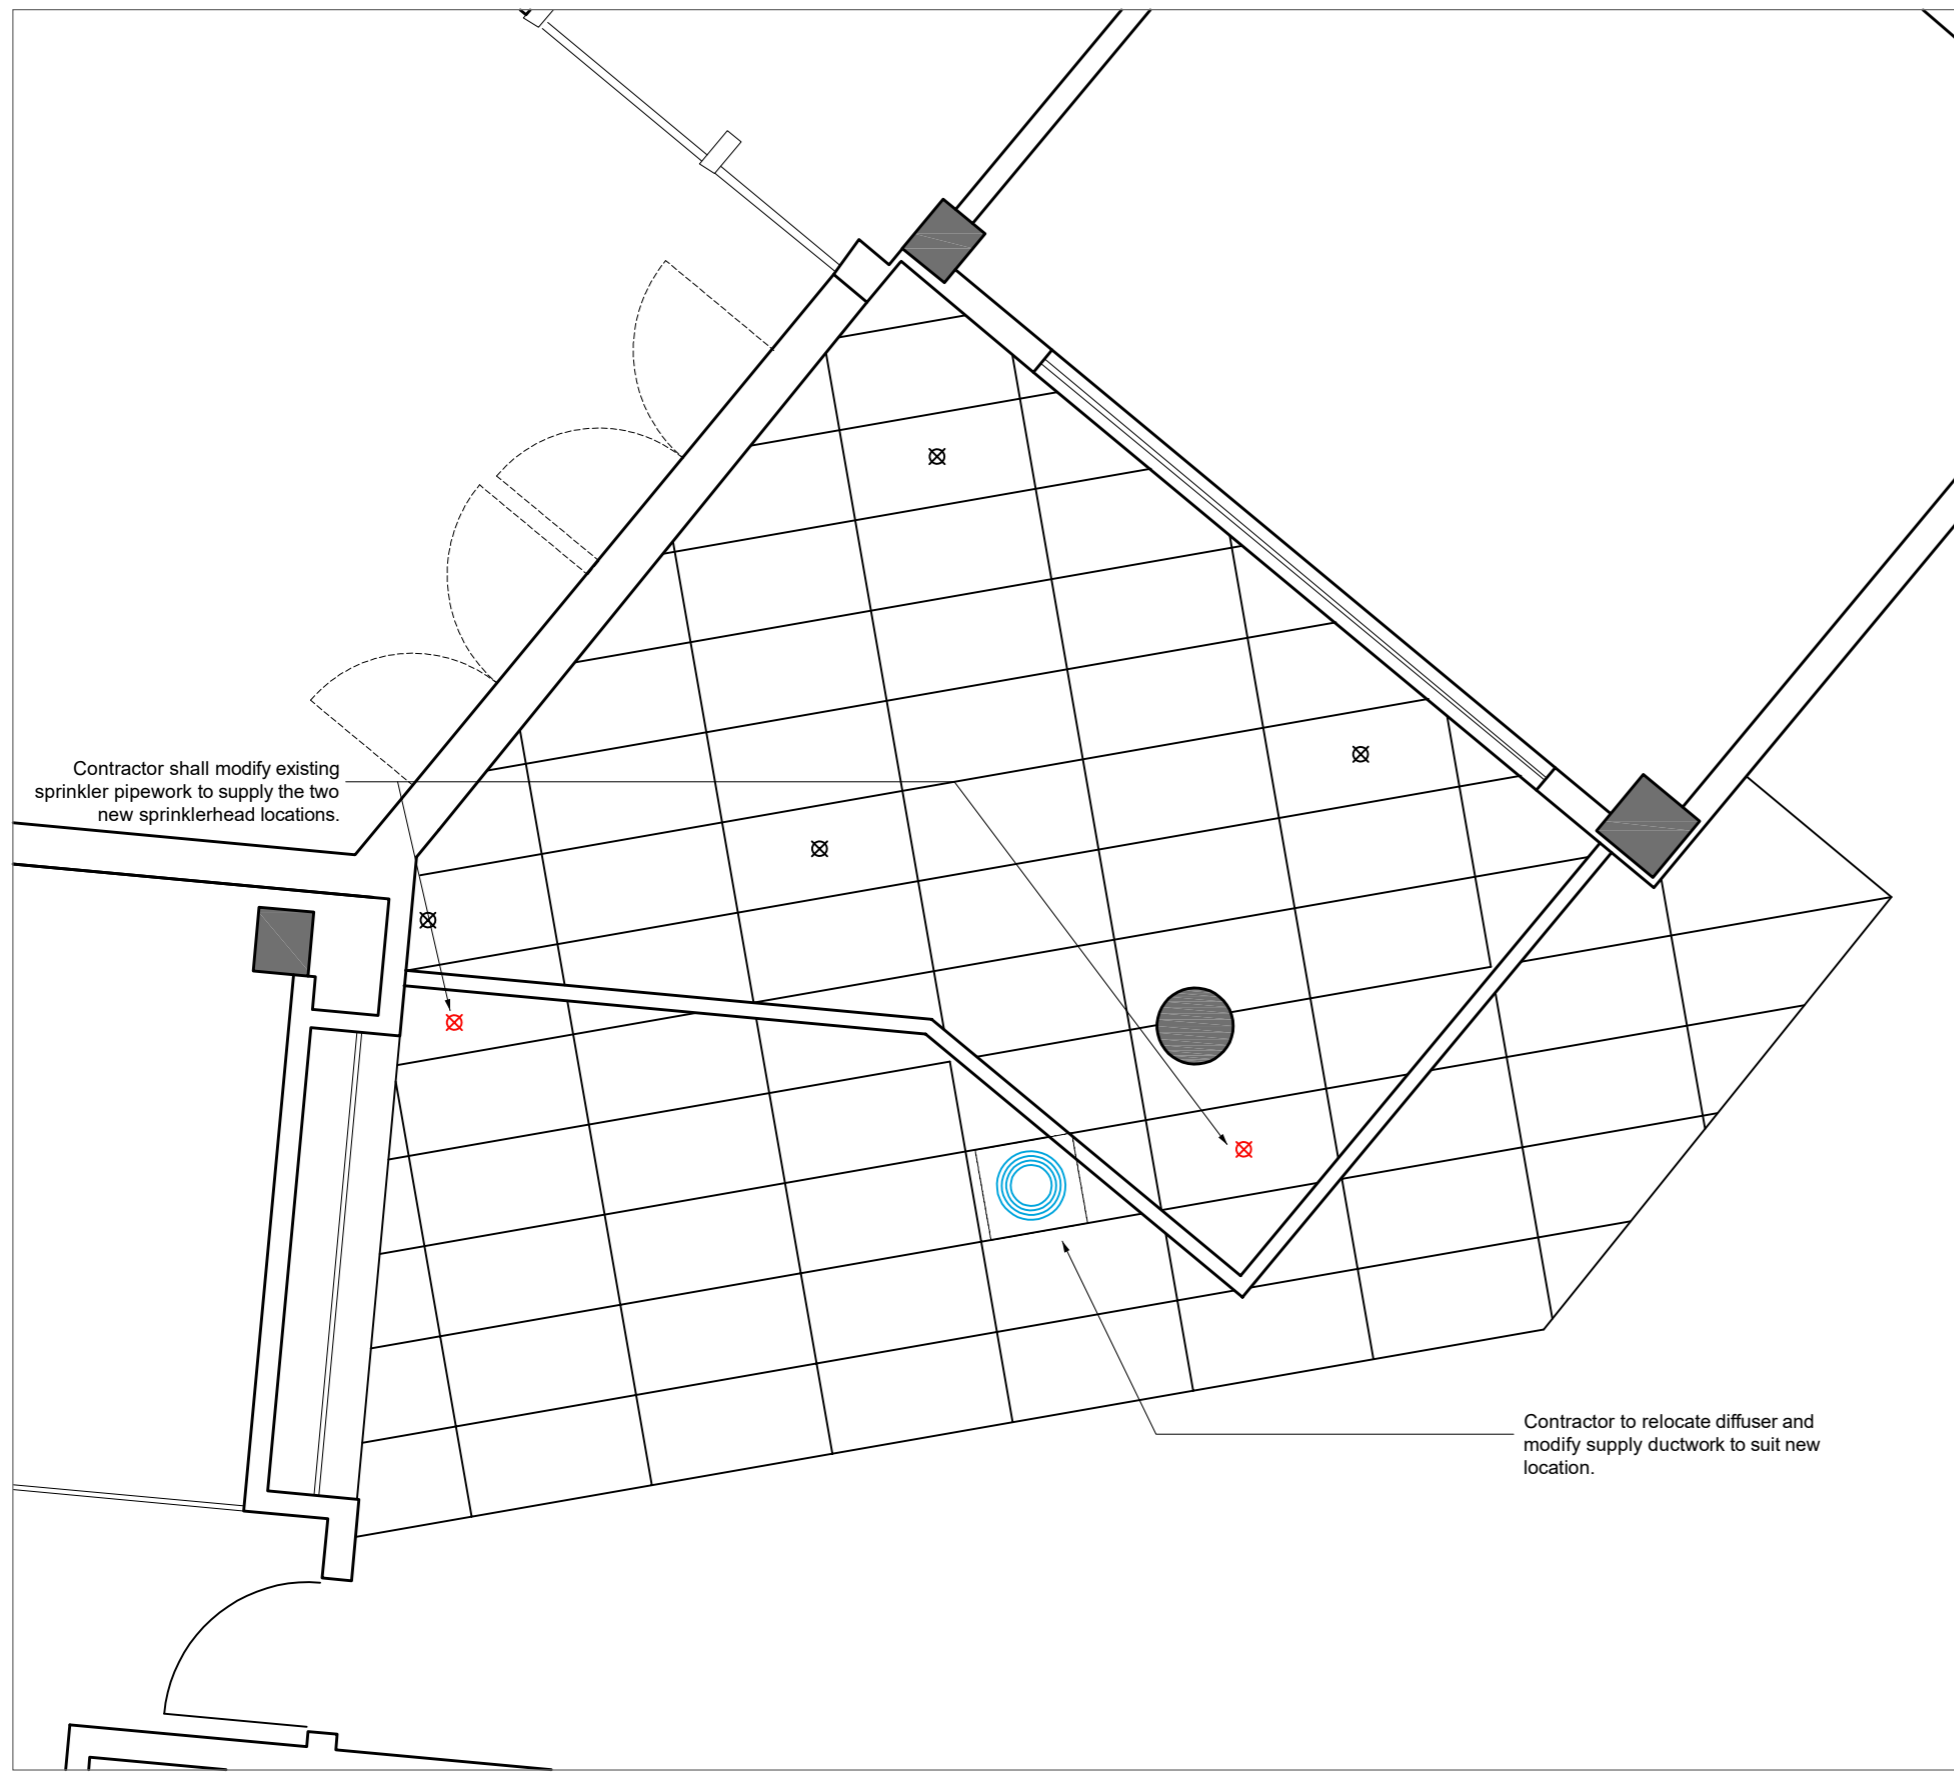 Contractor shall modify existing
sprinkler pipework to supply the two
new sprinklerhead locations.
Contractor to relocate diffuser and
modify supply ductwork to suit new
location.